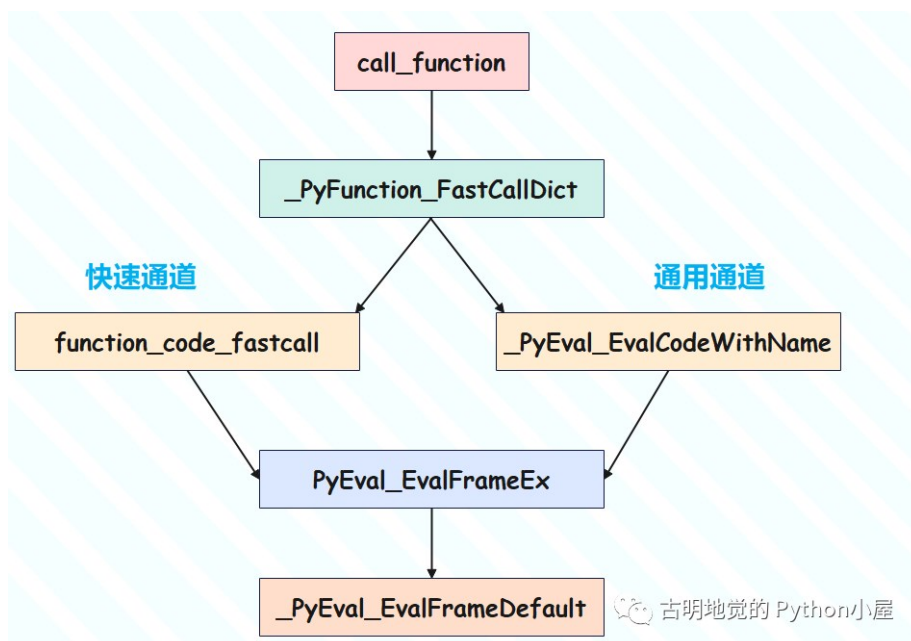 call_function
_PyFunction_FastCallDict
快速通道
通用通道
function_code_fastcall
_PyEval_EvalCodeWithName
PyEval_EvalFrameEx
_PyEval_EvalFrameDefault
古明地觉的 Python小屋